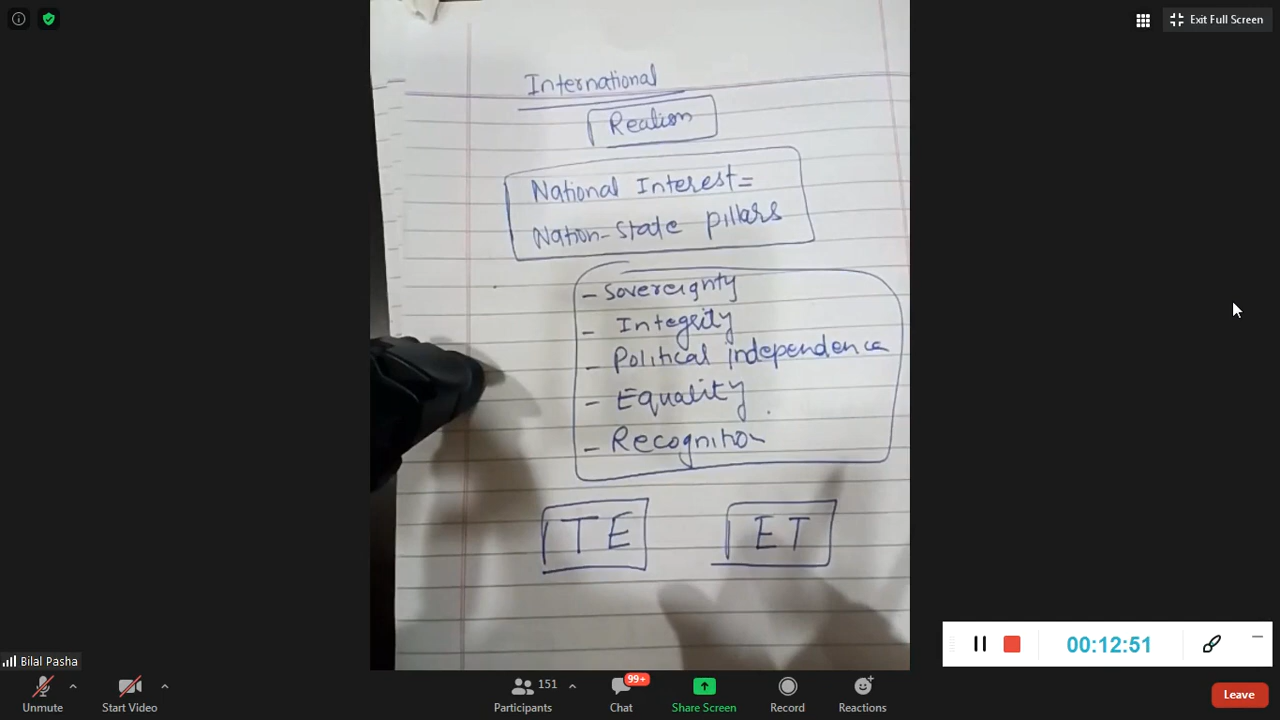 Exit Full Screen
International
Realism
National Interest=
Nation-State pillars
- Sovereignty
- Integrity
- Political independence
- Equality
- Recognition
TE
ET
00:12:51
Bilal Pasha
Unmute
Start Video
151
Participants
99+
Chat
Share Screen
Record
Reactions
Leave